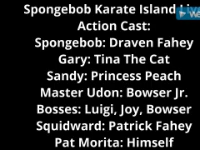 Spongebob Karate Island Live
Action Cast:
Spongebob: Draven Fahey
Gary: Tina The Cat
Sandy: Princess Peach
Master Udon: Bowser Jr.
Bosses: Luigi, Joy, Bowser
Squidward: Patrick Fahey
Pat Morita: Himself